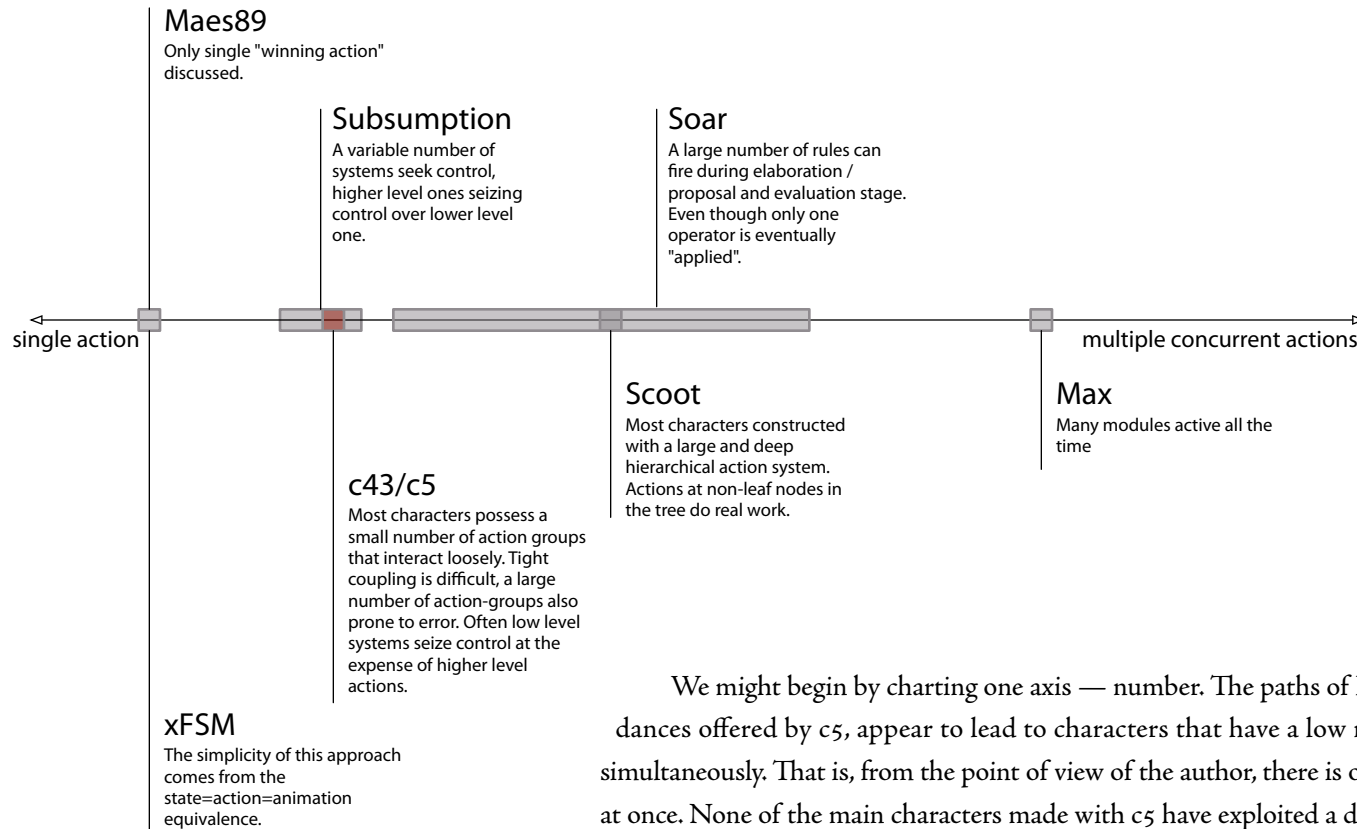 Maes89
Only single "winning action"
discussed.
Subsumption
A variable number of
systems seek control,
higher level ones seizing
control over lower level
one.
Soar
A large number of rules can
fire during elaboration /
proposal and evaluation stage.
Even though only one
operator is eventually
"applied".
single action
multiple concurrent actions
Scoot
Most characters constructed
with a large and deep
hierarchical action system.
Actions at non-leaf nodes in
the tree do real work.
Max
Many modules active all the
time
c43/c5
Most characters possess a
small number of action groups
that interact loosely. Tight
coupling is difficult, a large
number of action-groups also
prone to error. Often low level
systems seize control at the
expense of higher level
actions.
xFSM
The simplicity of this approach
comes from the
state=action=animation
equivalence.
We might begin by charting one axis — number. The paths of
dances offered by c5, appear to lead to characters that have a low
simultaneously. That is, from the point of view of the author, there is
at once. None of the main characters made with c5 have exploited a